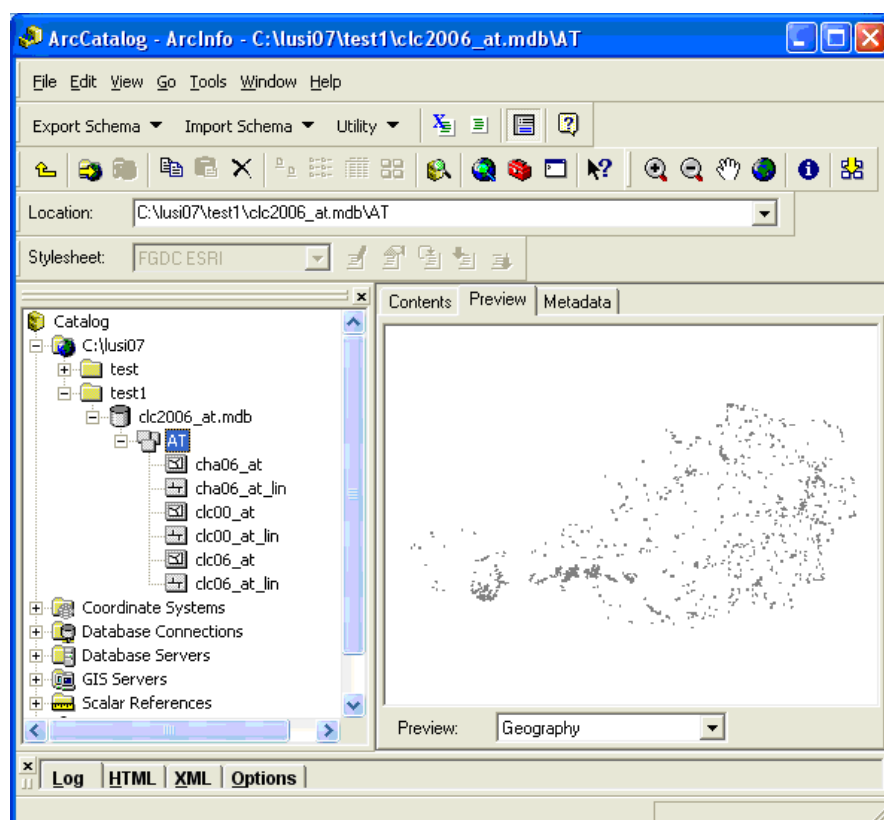 ArcCatalog - ArcInfo - C:\lusi07\test1\clc2006_at.mdb\AT
File Edit View Go Tools Window Help
Export Schema Import Schema Utility
Location: C:\lusi07\test1\clc2006_at.mdb\AT
Stylesheet: FGDC ESRI
Contents Preview Metadata
Catalog
C:\lusi07
test
test1
clc2006_at.mdb
AT
cha06_at
cha06_at_lin
clc00_at
clc00_at_lin
clc06_at
clc06_at_lin
Coordinate Systems
Database Connections
Database Servers
GIS Servers
Scalar References
Preview: Geography
Log HTML XML Options